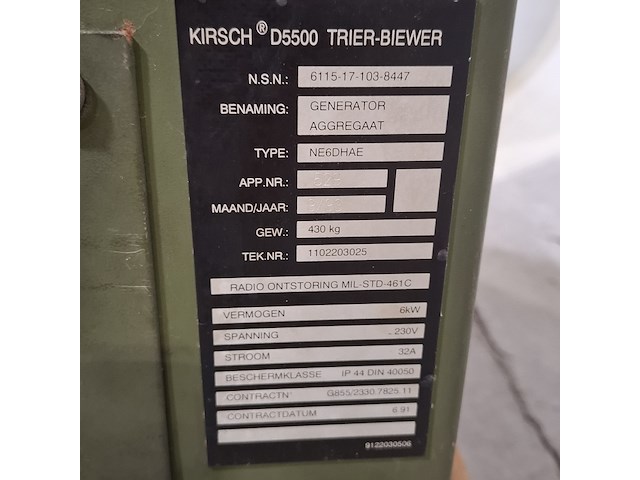 KIRSCH® D5500 TRIER-BIEWER
N.S.N.: 6115-17-103-8447
BENAMING: GENERATOR
AGGREGAAT
TYPE: NE6DHAE
APP.NR.:
MAAND/JAAR:
GEW.: 430 kg
TEK.NR.: 1102203025
RADIO ONTSTORING MIL-STD-461C
VERMOGEN 6kW
SPANNING 230V
STROOM 32A
BESCHERMKLASSE IP 44 DIN 40050
CONTRACTN° G855/2330 7825 11
CONTRACTDATUM 6.91
9122030506